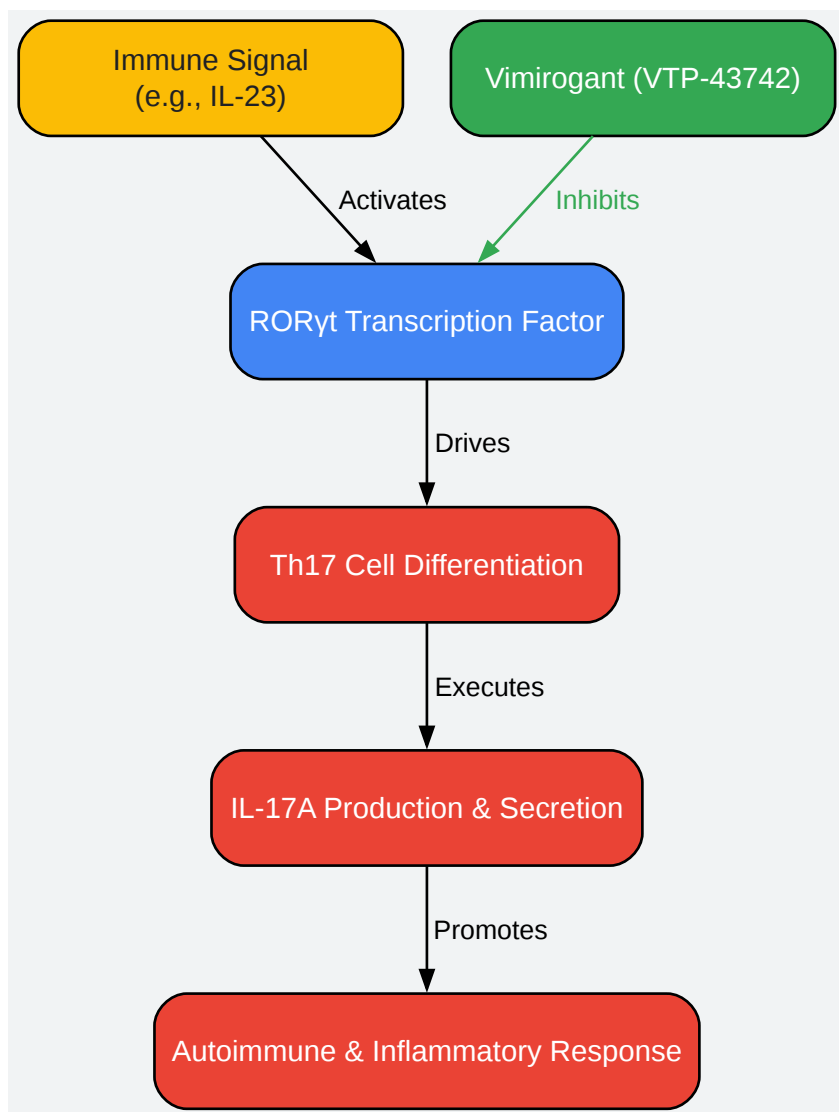 Immune Signal
(e.g., IL-23)
Vimirogant (VTP-43742)
Activates
Inhibits
RORγt Transcription Factor
Drives
Th17 Cell Differentiation
Executes
IL-17A Production & Secretion
Promotes
Autoimmune & Inflammatory Response